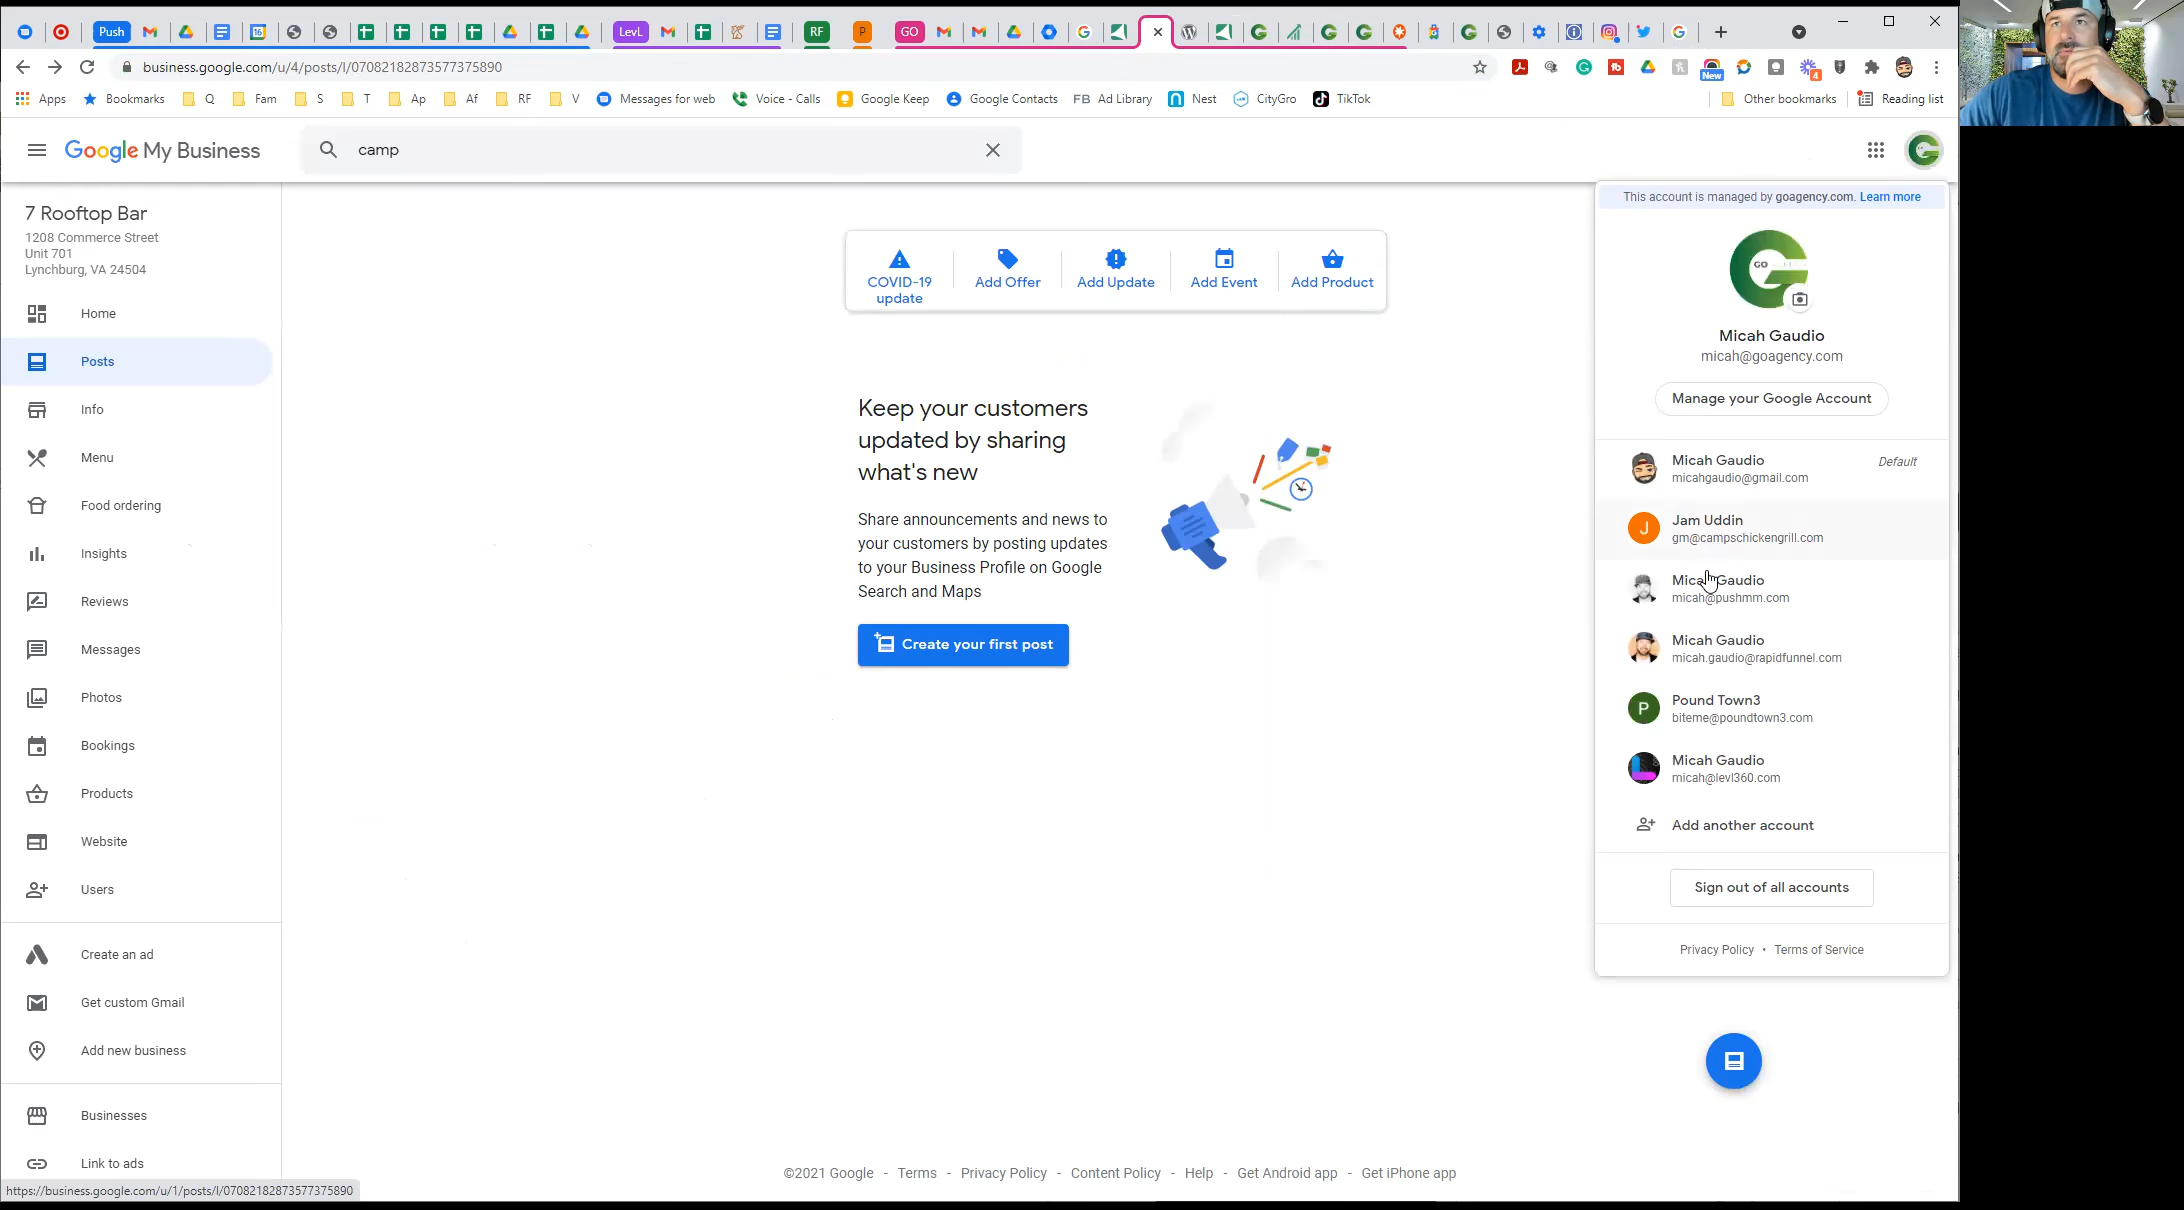 Push
LevL
RF
P
GO
business.google.com/u/4/posts/l/07082182873577375890
New
4
Apps
Bookmarks
Q
Fam
S
T
Ap
Af
RF
V
Messages for web
Voice - Calls
Google Keep
Google Contacts
FB Ad Library
Nest
CityGro
TikTok
Other bookmarks
Reading list
Google My Business
camp
7 Rooftop Bar
1208 Commerce Street
Unit 701
Lynchburg, VA 24504
Home
Posts
Info
Menu
Food ordering
Insights
Reviews
Messages
Photos
Bookings
Products
Website
Users
Create an ad
Get custom Gmail
Add new business
Businesses
Link to ads
https://business.google.com/u/1/posts/l/07082182873577375890
COVID-19
update
Add Offer
Add Update
Add Event
Add Product
Keep your customers
updated by sharing
what's new
Share announcements and news to
your customers by posting updates
to your Business Profile on Google
Search and Maps
Create your first post
This account is managed by goagency.com. Learn more
GO
Micah Gaudio
micah@goagency.com
Manage your Google Account
Micah Gaudio
Default
micahgaudio@gmail.com
J
Jam Uddin
gm@campschickengrill.com
Micah Gaudio
micah@pushmm.com
Micah Gaudio
micah.gaudio@rapidfunnel.com
P
Pound Town3
biteme@poundtown3.com
Micah Gaudio
micah@levl360.com
Add another account
Sign out of all accounts
Privacy Policy • Terms of Service
©2021 Google - Terms - Privacy Policy - Content Policy - Help - Get Android app - Get iPhone app